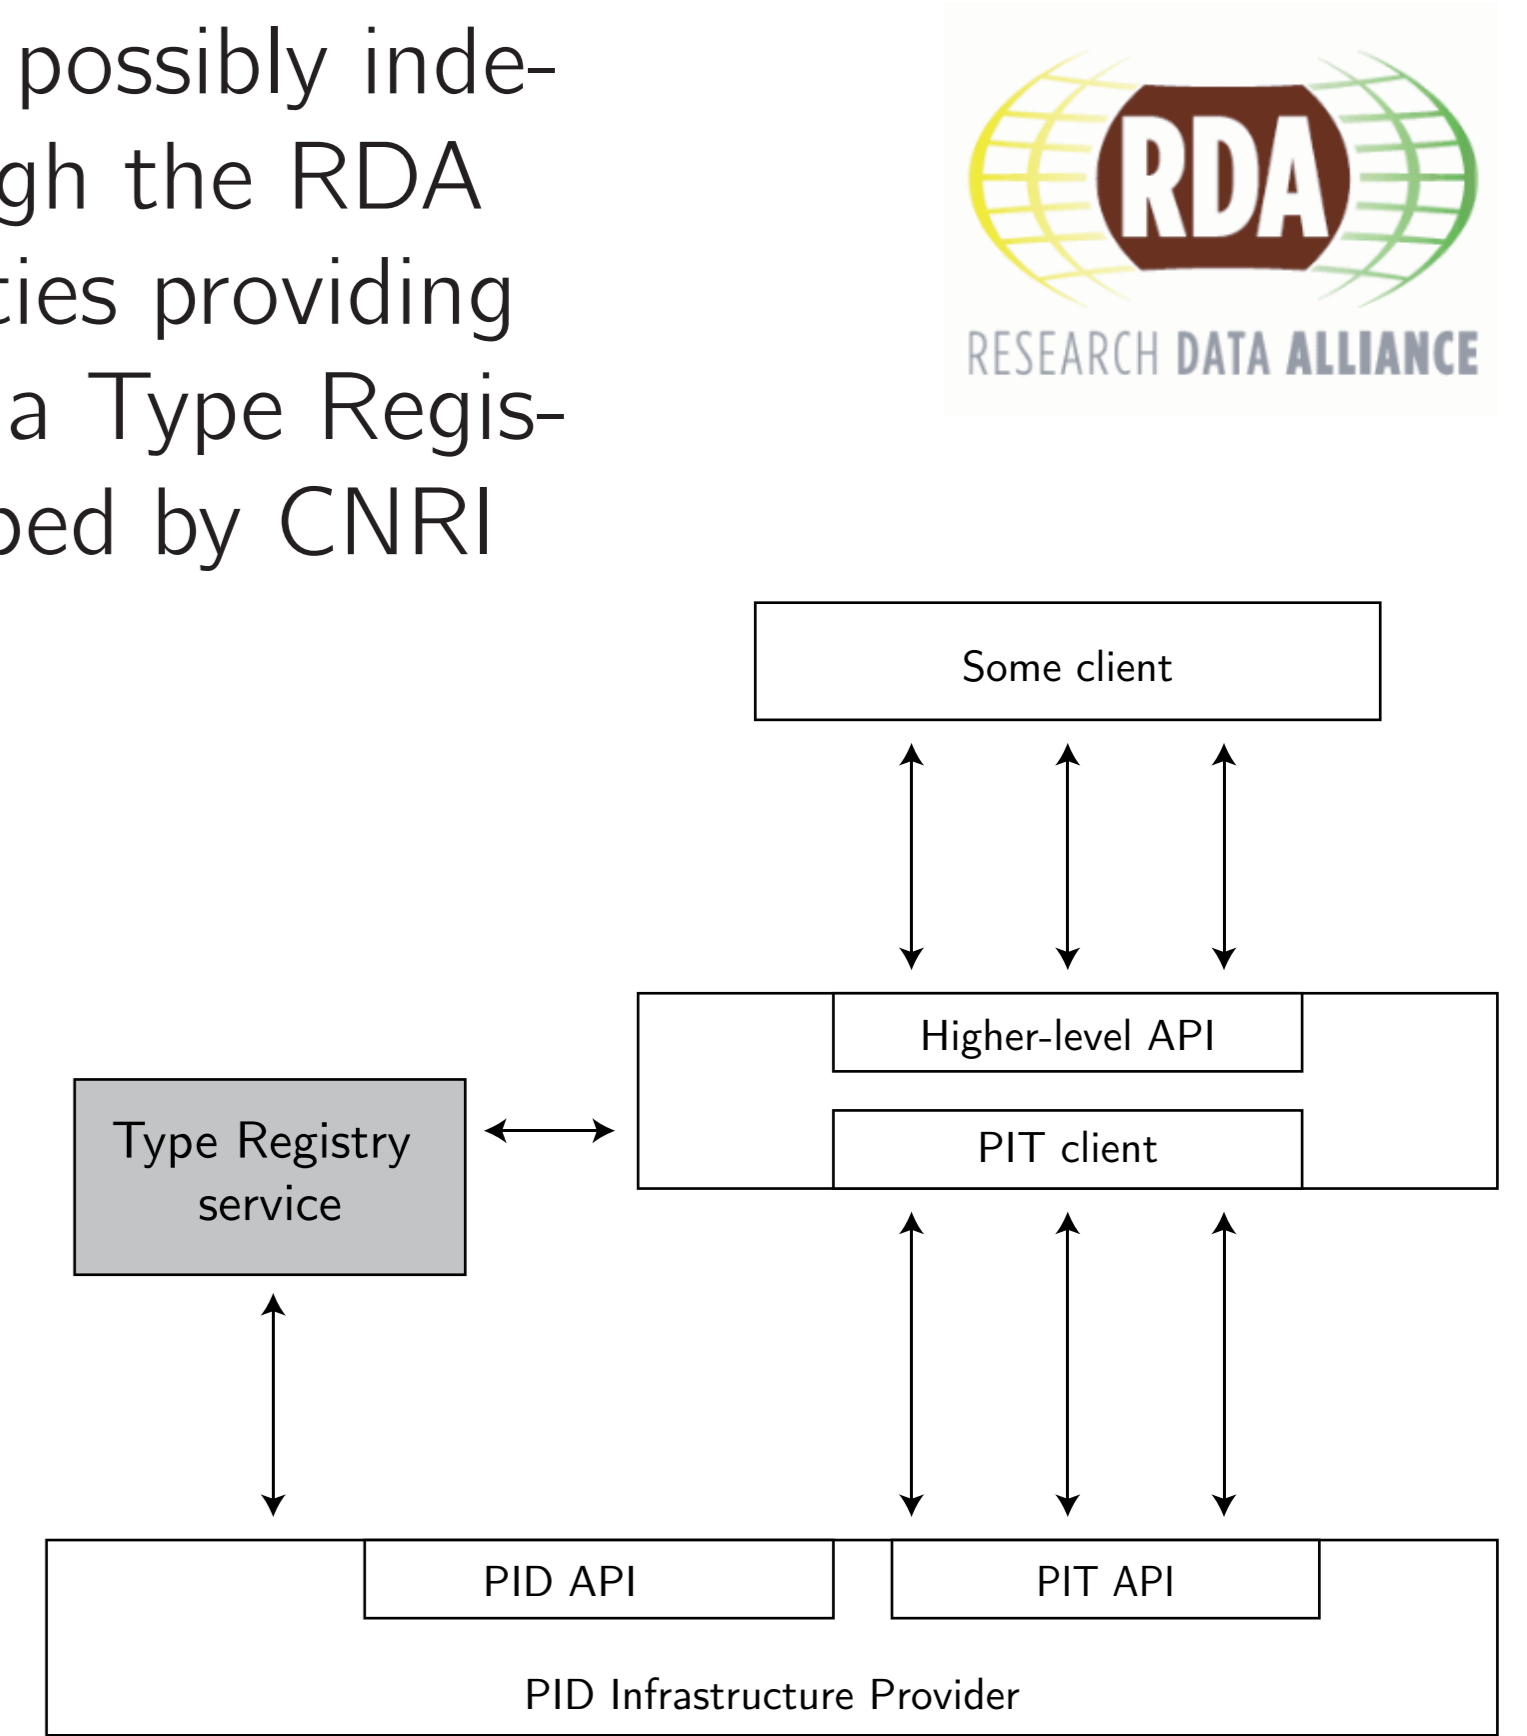 possibly inde-
gh the RDA
ties providing
a Type Regis-
ped by CNRI
RDA
RESEARCH DATA ALLIANCE
Some client
Higher-level API
PIT client
Type Registry
service
PID API
PIT API
PID Infrastructure Provider